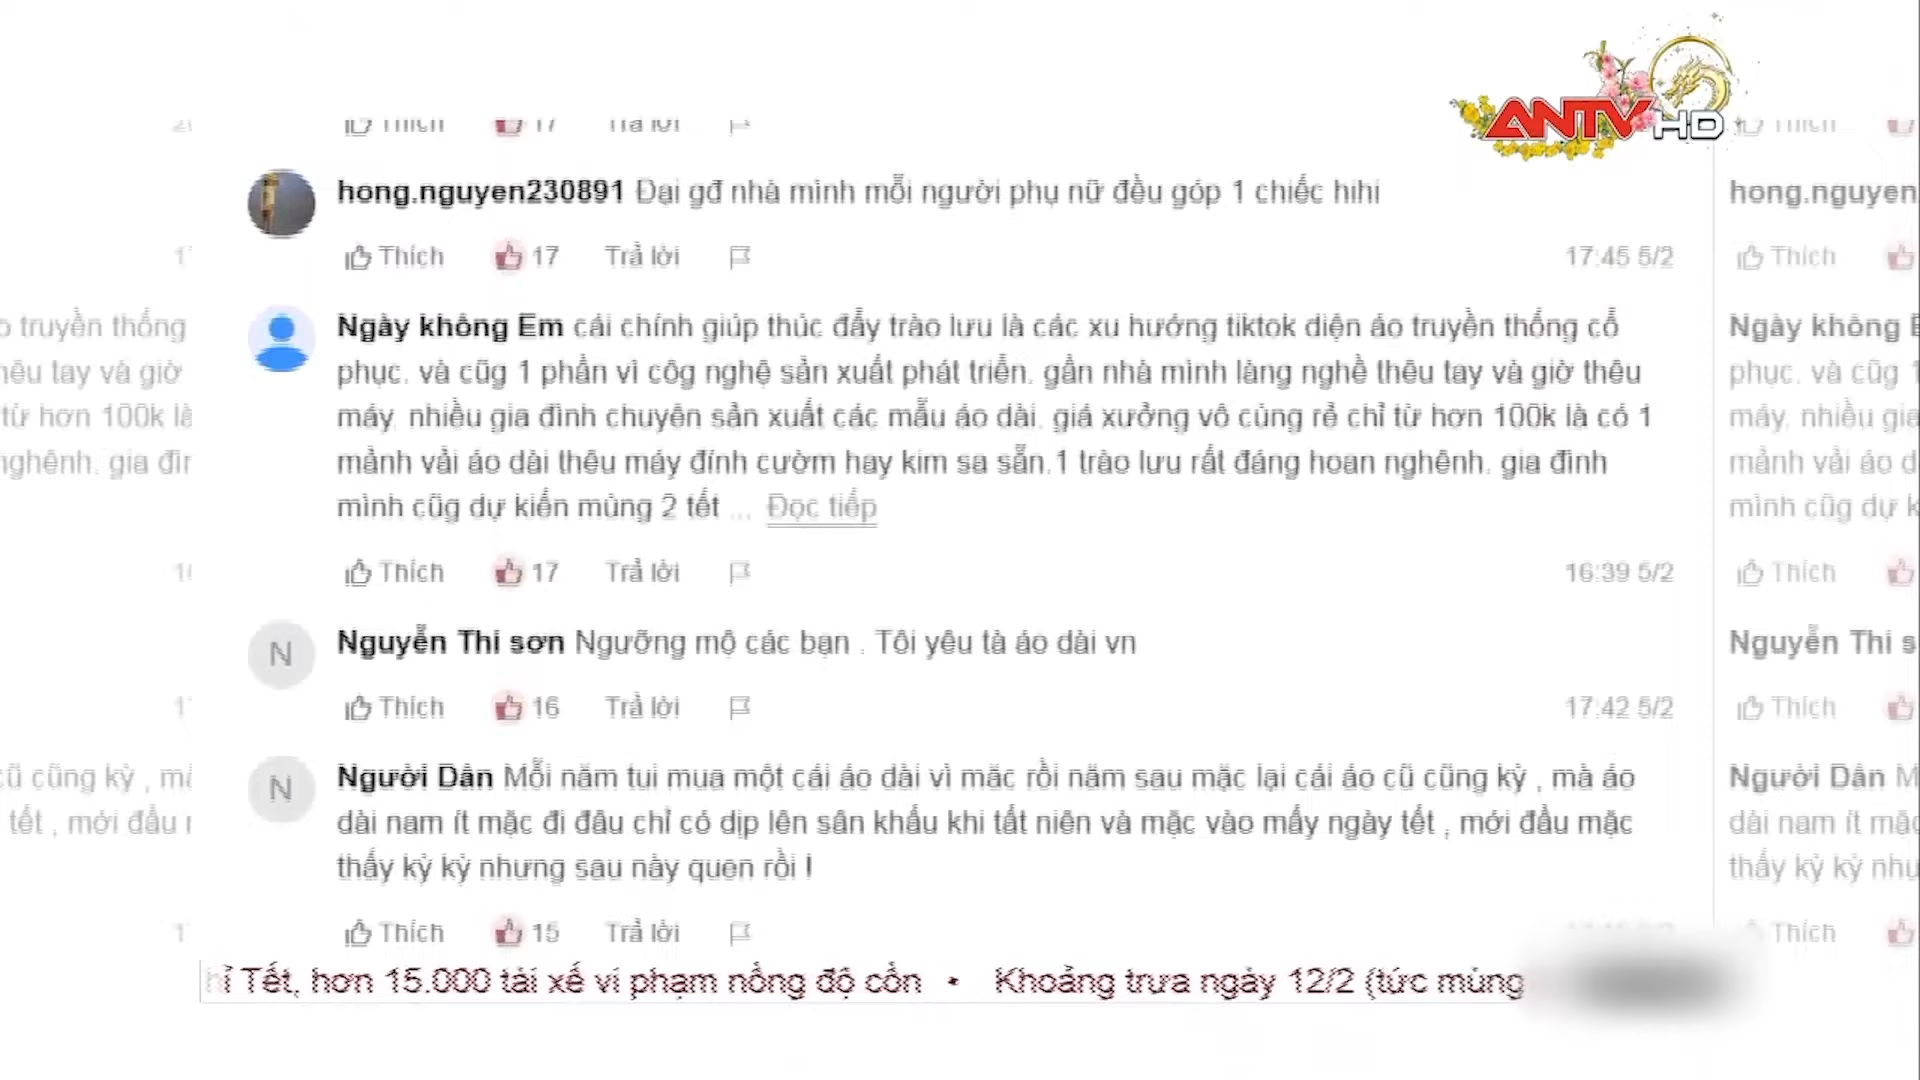 ANTV HD
Thích 17 Trả lời
hong.nguyen230891 Đại gđ nhà mình mỗi người phụ nữ đều góp 1 chiếc hihi
Thích 17 Trả lời 17:45 5/2
Ngày không Em cái chính giúp thúc đẩy trào lưu là các xu hướng tiktok diện áo truyền thống cổ
phục. và cũg 1 phần vì côg nghệ sản xuất phát triển. gần nhà mình làng nghề thêu tay và giờ thêu
máy. nhiều gia đình chuyên sản xuất các mẫu áo dài. giá xưởng vô cùng rẻ chỉ từ hơn 100k là có 1
mảnh vải áo dài thêu máy đính cườm hay kim sa sẵn.1 trào lưu rất đáng hoan nghênh. gia đình
mình cũg dự kiến mùng 2 tết ... Đọc tiếp
Thích 17 Trả lời 16:39 5/2
Nguyễn Thi sơn Ngưỡng mộ các bạn . Tôi yêu tà áo dài vn
Thích 16 Trả lời 17:42 5/2
Người Dân Mỗi năm tui mua một cái áo dài vì măc rồi năm sau mặc lại cái áo cũ cũng kỳ , mà áo
dài nam ít mặc đi đâu chỉ có dịp lên sân khấu khi tất niên và mặc vào mấy ngày tết , mới đầu mặc
thấy kỳ kỳ nhưng sau này quen rồi !
Thích 15 Trả lời
hỉ Tết, hơn 15.000 tài xế vi phạm nồng độ cồn • Khoảng trưa ngày 12/2 (tức mùng